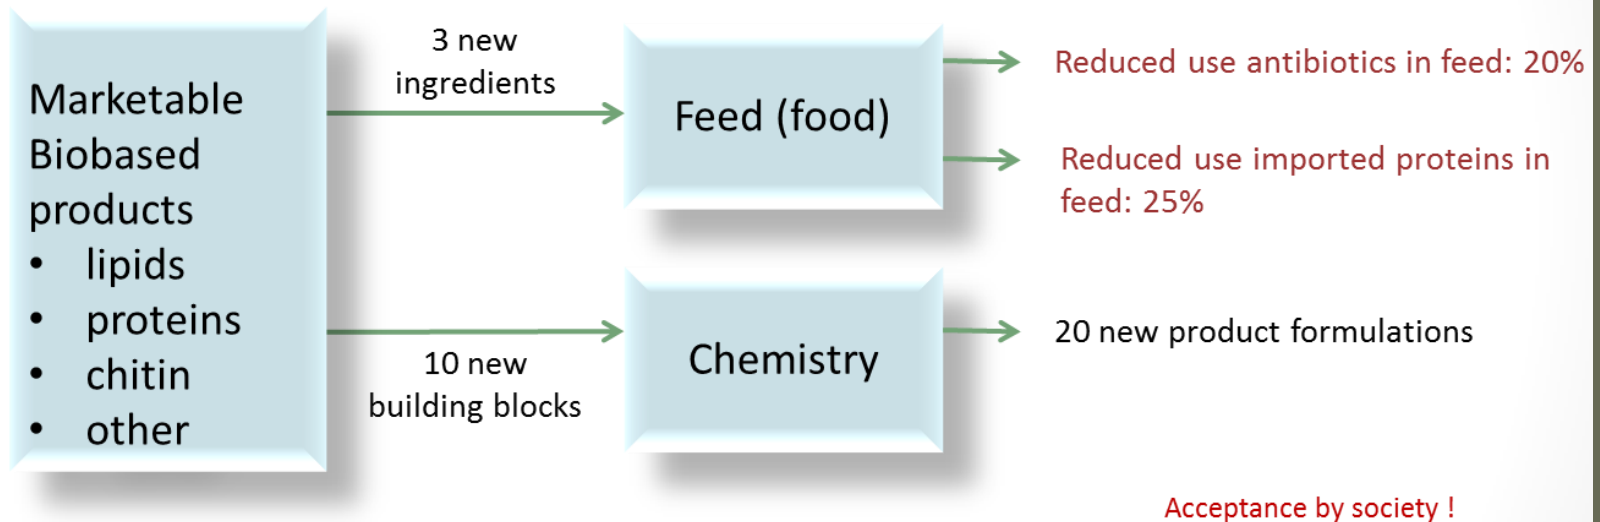 Marketable
Biobased
products
• lipids
• proteins
• chitin
• other
3 new
ingredients
10 new
building blocks
Feed (food)
Chemistry
Reduced use antibiotics in feed: 20%
Reduced use imported proteins in
feed: 25%
20 new product formulations
Acceptance by society !